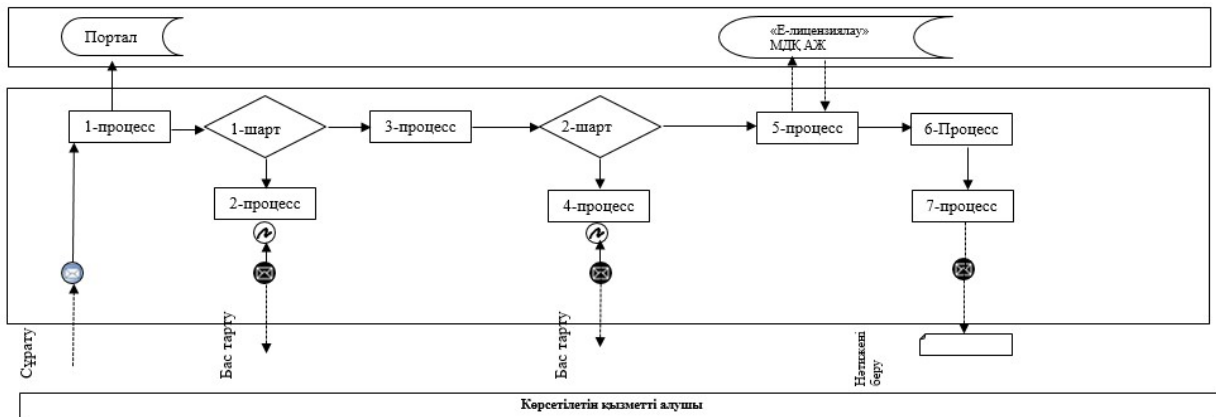 Портал
«Е-лицензиялау»
МДҚ АЖ
1-процесс
1-шарт
3-процесс
2-шарт
5-процесс
6-Процесс
2-процесс
4-процесс
7-процесс
Сұрату
Бас тарту
Бас тарту
Нәтижені
беру
Көрсетілетін қызметті алушы